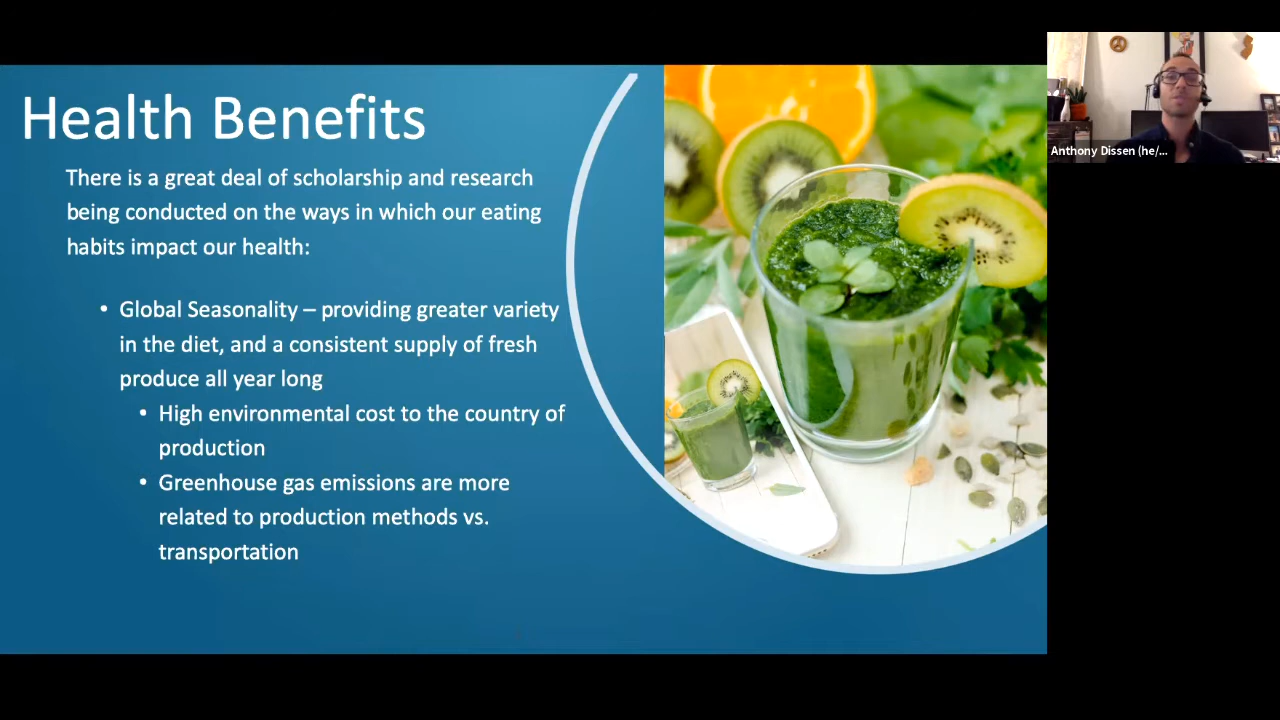 Health Benefits
There is a great deal of scholarship and research
being conducted on the ways in which our eating
habits impact our health:
• Global Seasonality – providing greater variety
in the diet, and a consistent supply of fresh
produce all year long
• High environmental cost to the country of
production
• Greenhouse gas emissions are more
related to production methods vs.
transportation
Anthony Dissen (he/...